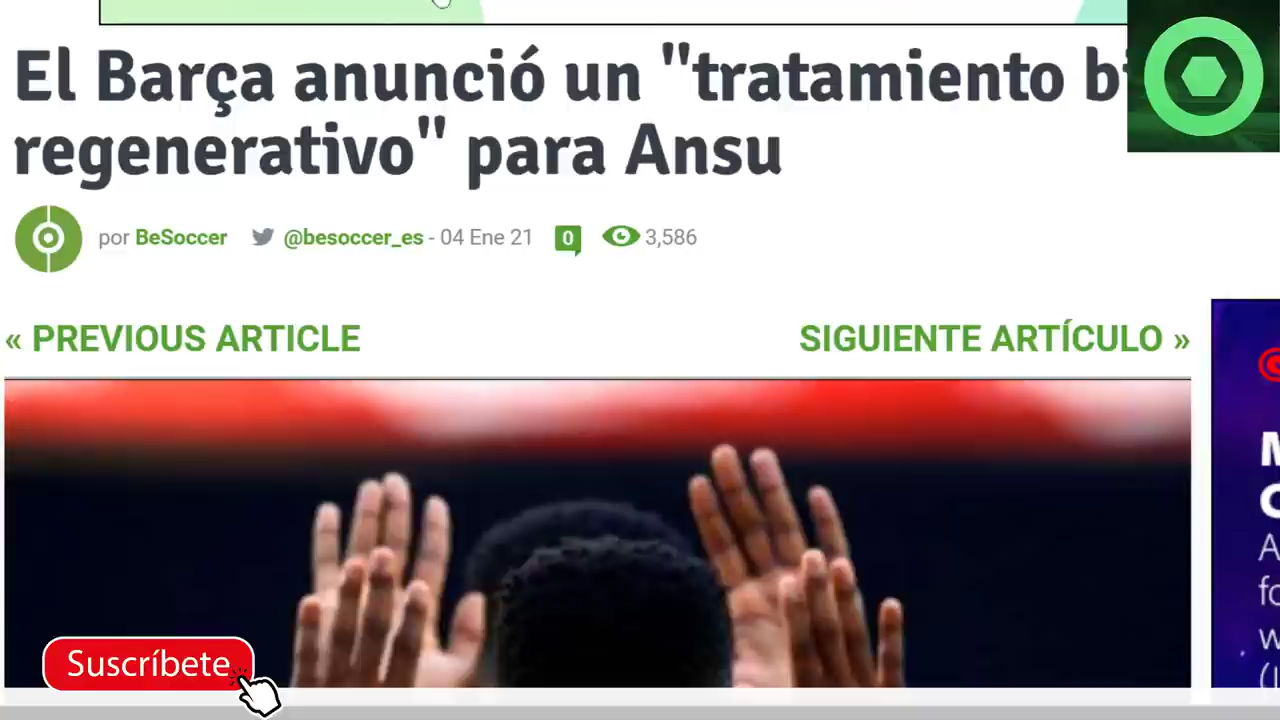 El Barça anunció un "tratamiento
regenerativo" para Ansu
por BeSoccer @besoccer_es - 04 Ene 21 0 3,586
« PREVIOUS ARTICLE SIGUIENTE ARTÍCULO »
Suscríbete